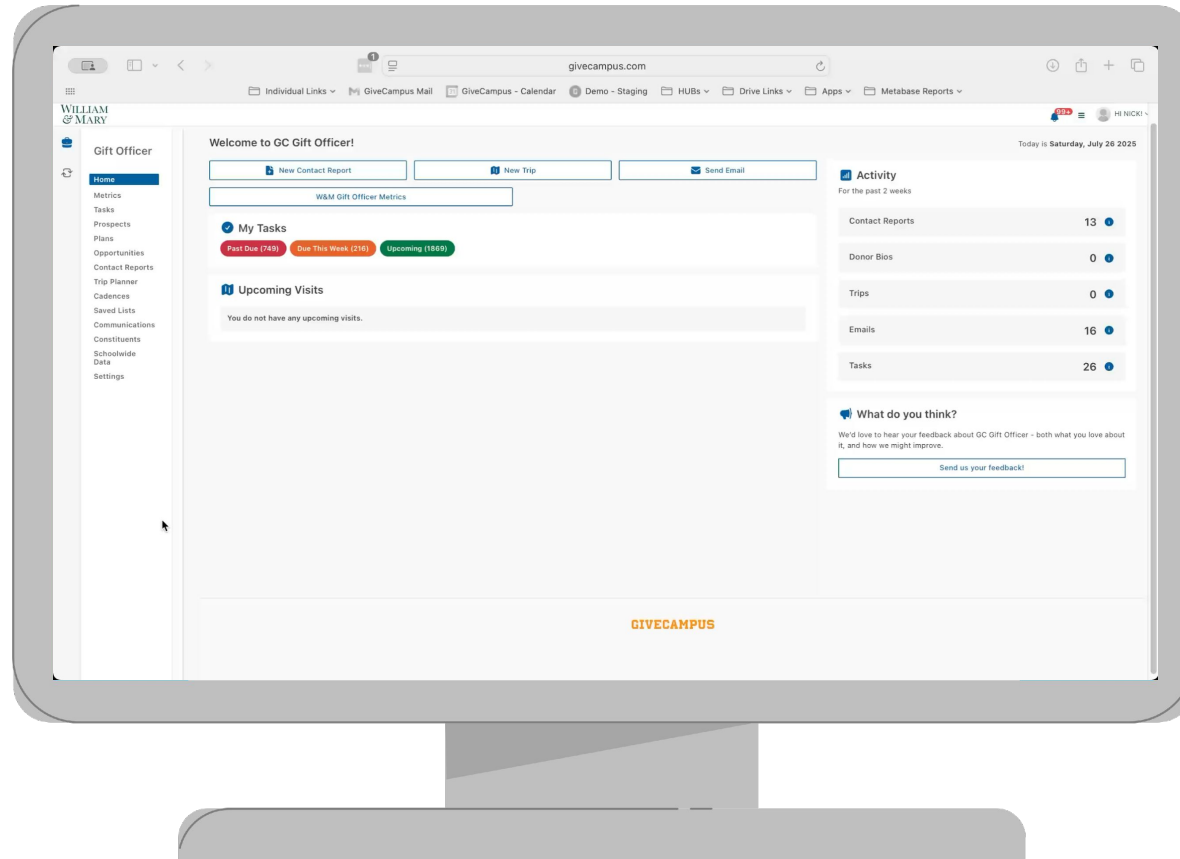 1
givecampus.com
Individual Links
GiveCampus Mail
GiveCampus - Calendar
Demo - Staging
HUBs
Drive Links
Apps
Metabase Reports
WILLIAM
& MARY
99+
HI NICK!
Gift Officer
Home
Metrics
Tasks
Prospects
Plans
Opportunities
Contact Reports
Trip Planner
Cadences
Saved Lists
Communications
Constituents
Schoolwide
Data
Settings
Welcome to GC Gift Officer!
Today is Saturday, July 26 2025
New Contact Report
New Trip
Send Email
W&M Gift Officer Metrics
My Tasks
Past Due (749)
Due This Week (216)
Upcoming (1869)
Upcoming Visits
You do not have any upcoming visits.
Activity
For the past 2 weeks
Contact Reports 13
Donor Bios 0
Trips 0
Emails 16
Tasks 26
What do you think?
We'd love to hear your feedback about GC Gift Officer - both what you love about
it, and how we might improve.
Send us your feedback!
GIVECAMPUS